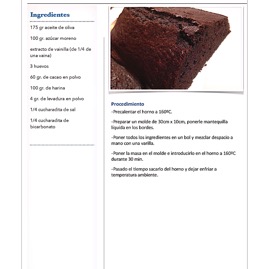 Ingredientes
175 gr aceite de oliva
100 gr. azúcar moreno
extracto de vainilla (de 1/4 de
una vaina)
3 huevos
60 gr. de cacao en polvo
100 gr. de harina
4 gr. de levadura en polvo
1/4 cucharadita de sal
1/4 cucharadita de
bicarbonato
Procedimiento
-Precalentar el horno a 160ºC.
-Preparar un molde de 30cm x 10cm, ponerle mantequilla
líquida en los bordes.
-Poner todos los ingredientes en un bol y mezclar despacio a
mano con una varilla.
-Poner la masa en el molde e introducirlo en el horno a 160ºC
durante 30 min.
-Pasado el tiempo sacarlo del horno y dejar enfriar a
temperatura ambiente.